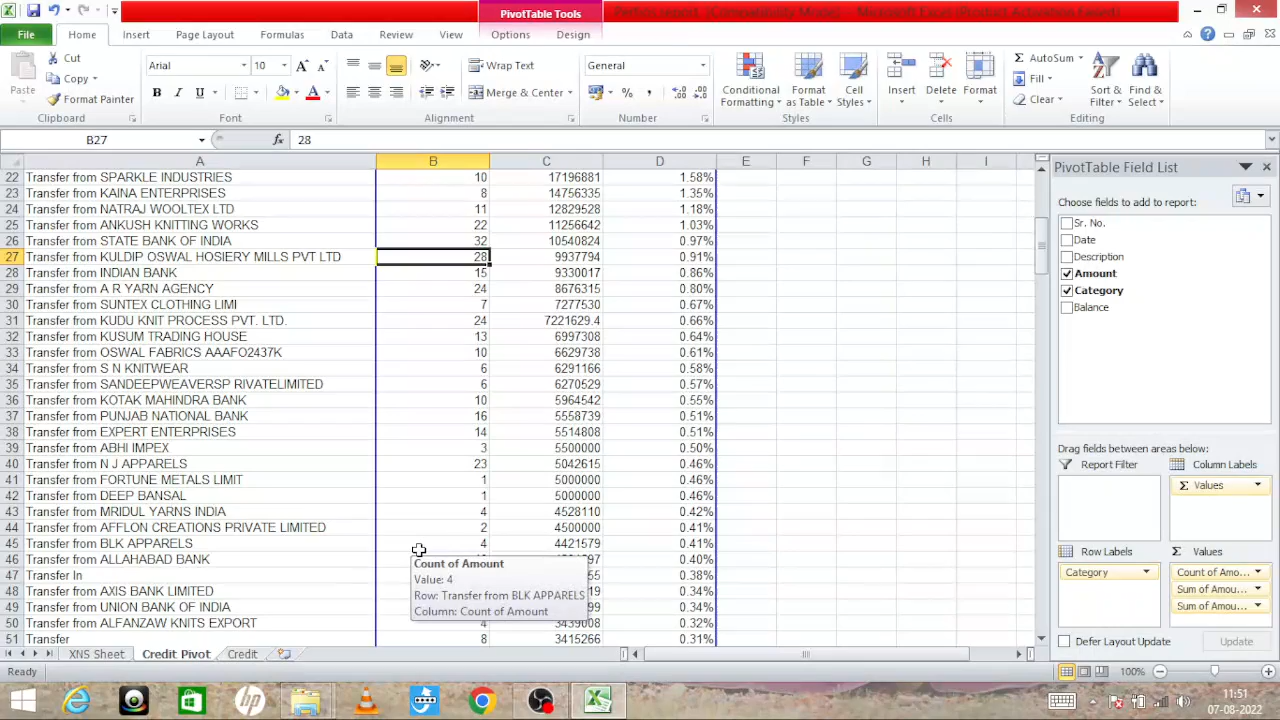 PivotTable Tools
Perfios report (Compatibility Mode) - Microsoft Excel (Product Activation Failed)
File Home Insert Page Layout Formulas Data Review View Options Design
Paste
Cut
Copy
Format Painter
Clipboard
Arial 10
B I U
Font
Wrap Text
Merge & Center
Alignment
General
Number
Conditional Formatting
Format as Table
Cell Styles
Styles
Insert Delete Format
Cells
AutoSum
Fill
Clear
Sort & Filter
Find & Select
Editing
B27 fx 28
A B C D E F G H I
22 Transfer from SPARKLE INDUSTRIES 10 17196881 1.58%
23 Transfer from KAINA ENTERPRISES 8 14756335 1.35%
24 Transfer from NATRAJ WOOLTEX LTD 11 12829528 1.18%
25 Transfer from ANKUSH KNITTING WORKS 22 11256642 1.03%
26 Transfer from STATE BANK OF INDIA 32 10540824 0.97%
27 Transfer from KULDIP OSWAL HOSIERY MILLS PVT LTD 28 9937794 0.91%
28 Transfer from INDIAN BANK 15 9330017 0.86%
29 Transfer from A R YARN AGENCY 24 8676315 0.80%
30 Transfer from SUNTEX CLOTHING LIMI 7 7277530 0.67%
31 Transfer from KUDU KNIT PROCESS PVT. LTD. 24 7221629.4 0.66%
32 Transfer from KUSUM TRADING HOUSE 13 6997308 0.64%
33 Transfer from OSWAL FABRICS AAAFO2437K 10 6629738 0.61%
34 Transfer from S N KNITWEAR 6 6291166 0.58%
35 Transfer from SANDEEPWEAVERSP RIVATELIMITED 6 6270529 0.57%
36 Transfer from KOTAK MAHINDRA BANK 10 5964542 0.55%
37 Transfer from PUNJAB NATIONAL BANK 16 5558739 0.51%
38 Transfer from EXPERT ENTERPRISES 14 5514808 0.51%
39 Transfer from ABHI IMPEX 3 5500000 0.50%
40 Transfer from N J APPARELS 23 5042615 0.46%
41 Transfer from FORTUNE METALS LIMIT 1 5000000 0.46%
42 Transfer from DEEP BANSAL 1 5000000 0.46%
43 Transfer from MRIDUL YARNS INDIA 4 4528110 0.42%
44 Transfer from AFFLON CREATIONS PRIVATE LIMITED 2 4500000 0.41%
45 Transfer from BLK APPARELS 4 4421579 0.41%
46 Transfer from ALLAHABAD BANK 0.40%
47 Transfer In 0.38%
48 Transfer from AXIS BANK LIMITED 0.34%
49 Transfer from UNION BANK OF INDIA 0.34%
50 Transfer from ALFANZAW KNITS EXPORT 4 3439008 0.32%
51 Transfer 8 3415266 0.31%
Count of Amount
Value: 4
Row: Transfer from BLK APPARELS
Column: Count of Amount
PivotTable Field List
Choose fields to add to report:
Sr. No.
Date
Description
Amount
Category
Balance
Drag fields between areas below:
Report Filter Column Labels
Σ Values
Row Labels Σ Values
Category Count of Amo...
Sum of Amou...
Sum of Amou...
Defer Layout Update Update
XNS Sheet Credit Pivot Credit
Ready 100%
11:51
07-08-2022